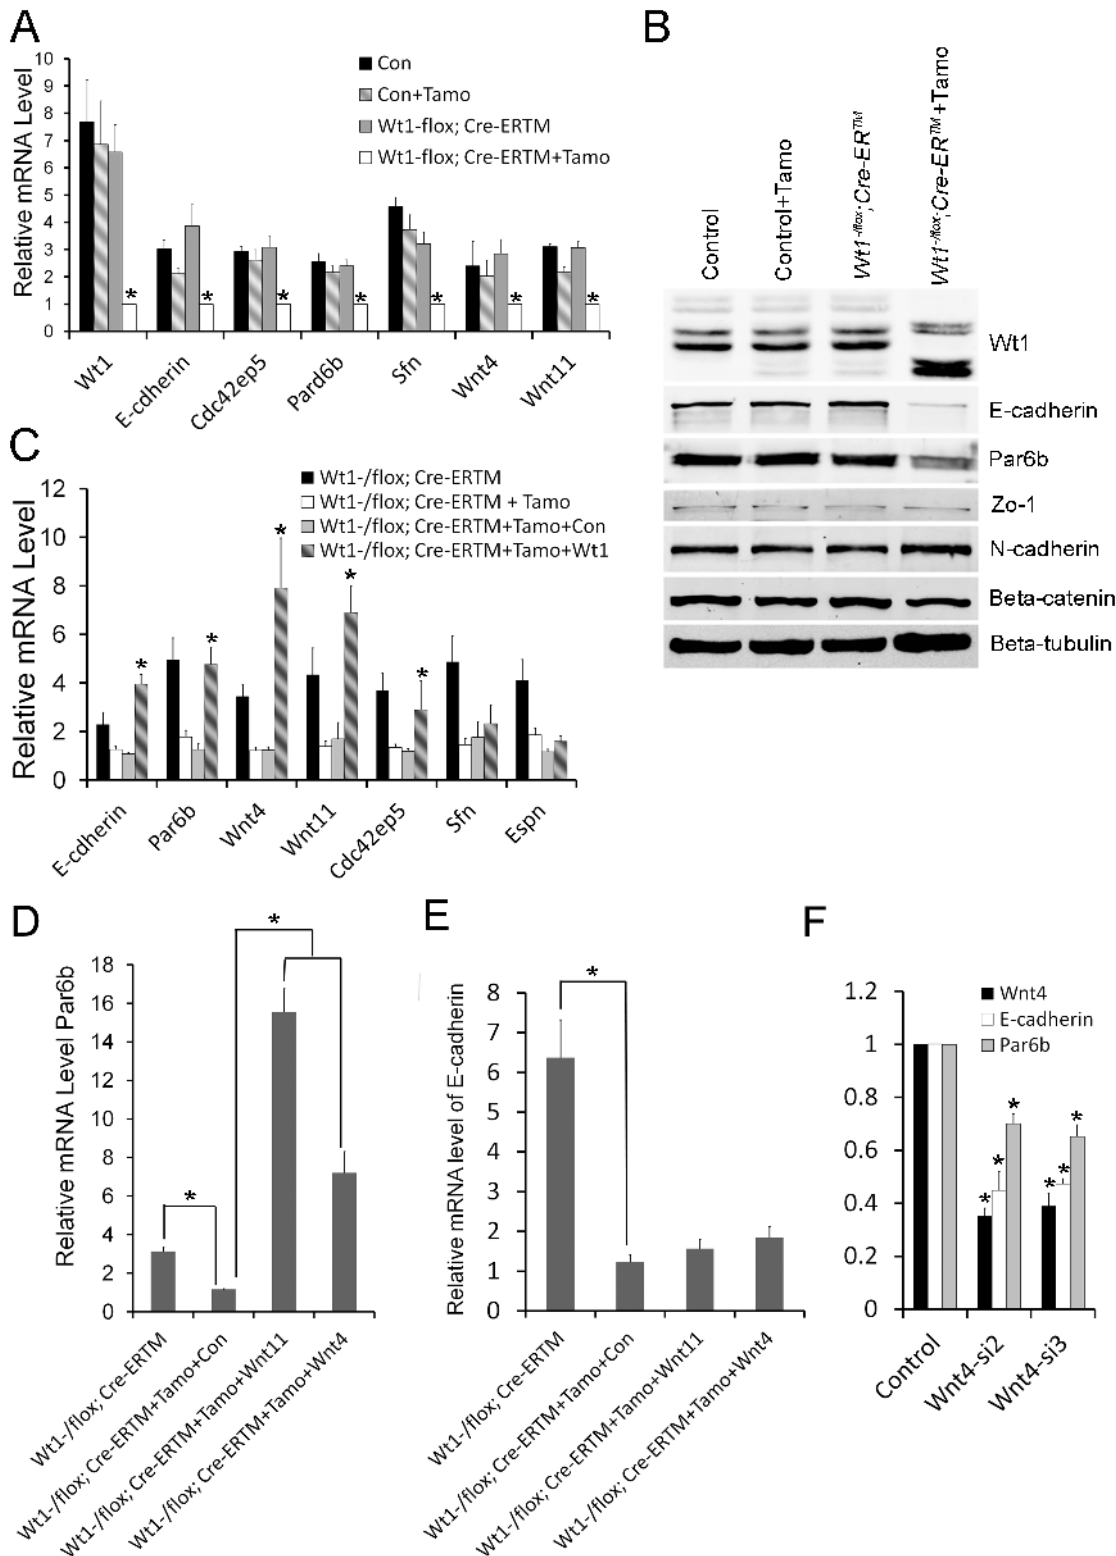 A
Relative mRNA Level
10
9
8
7
6
5
4
3
2
1
0
Con
Con+Tamo
Wt1-flox; Cre-ERTM
Wt1-flox; Cre-ERTM+Tamo
* * * * * * *
Wt1
E-cdherin
Cdc42ep5
Pard6b
Sfn
Wnt4
Wnt11
B
Control
Control+Tamo
Wt1-/flox;Cre-ERTM
Wt1-/flox;Cre-ERTM+Tamo
Wt1
E-cadherin
Par6b
Zo-1
N-cadherin
Beta-catenin
Beta-tubulin
C
Relative mRNA Level
12
10
8
6
4
2
0
Wt1-/flox; Cre-ERTM
Wt1-/flox; Cre-ERTM + Tamo
Wt1-/flox; Cre-ERTM+Tamo+Con
Wt1-/flox; Cre-ERTM+Tamo+Wt1
* * * * *
E-cdherin
Par6b
Wnt4
Wnt11
Cdc42ep5
Sfn
Espn
D
Relative mRNA Level Par6b
18
16
14
12
10
8
6
4
2
0
*
*
Wt1-/flox; Cre-ERTM
Wt1-/flox; Cre-ERTM+Tamo+Con
Wt1-/flox; Cre-ERTM+Tamo+Wnt11
Wt1-/flox; Cre-ERTM+Tamo+Wnt4
E
Relative mRNA level of E-cadherin
8
7
6
5
4
3
2
1
0
*
Wt1-/flox; Cre-ERTM
Wt1-/flox; Cre-ERTM+Tamo+Con
Wt1-/flox; Cre-ERTM+Tamo+Wnt11
Wt1-/flox; Cre-ERTM+Tamo+Wnt4
F
1.2
1
0.8
0.6
0.4
0.2
0
Wnt4
E-cadherin
Par6b
* * * * * *
Control
Wnt4-si2
Wnt4-si3